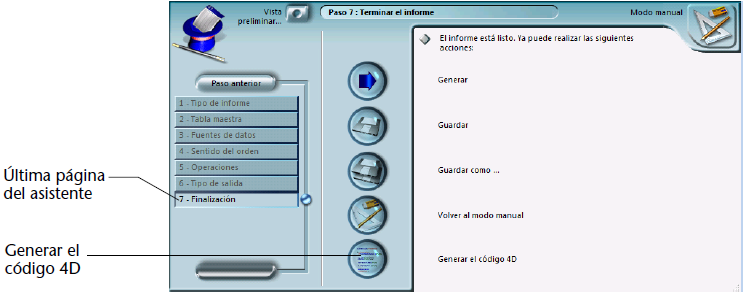 Vista
preliminar...
Paso 7 : Terminar el informe
Modo manual
El informe está listo. Ya puede realizar las siguientes
acciones:
Paso anterior
1 - Tipo de informe
2 - Tabla maestra
3 - Fuentes de datos
4 - Sentido del orden
5 - Operaciones
6 - Tipo de salida
7 - Finalización
Generar
Guardar
Guardar como ...
Volver al modo manual
Generar el código 4D
Última página
del asistente
Generar el
código 4D